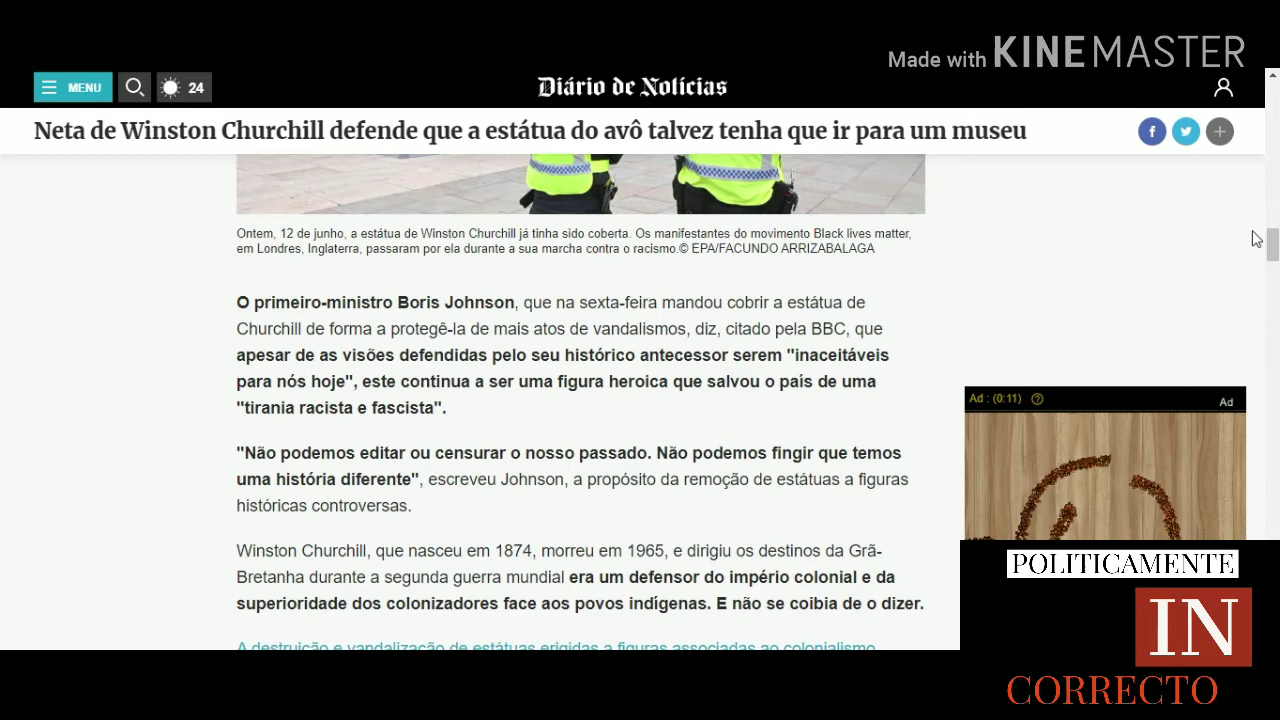 Made with KINEMASTER
MENU
24
Diário de Notícias
Neta de Winston Churchill defende que a estátua do avô talvez tenha que ir para um museu
Ontem, 12 de junho, a estátua de Winston Churchill já tinha sido coberta. Os manifestantes do movimento Black lives matter,
em Londres, Inglaterra, passaram por ela durante a sua marcha contra o racismo.© EPA/FACUNDO ARRIZABALAGA
O primeiro-ministro Boris Johnson, que na sexta-feira mandou cobrir a estátua de
Churchill de forma a protegê-la de mais atos de vandalismos, diz, citado pela BBC, que
apesar de as visões defendidas pelo seu histórico antecessor serem "inaceitáveis
para nós hoje", este continua a ser uma figura heroica que salvou o país de uma
"tirania racista e fascista".
"Não podemos editar ou censurar o nosso passado. Não podemos fingir que temos
uma história diferente", escreveu Johnson, a propósito da remoção de estátuas a figuras
históricas controversas.
Winston Churchill, que nasceu em 1874, morreu em 1965, e dirigiu os destinos da Grã-
Bretanha durante a segunda guerra mundial era um defensor do império colonial e da
superioridade dos colonizadores face aos povos indígenas. E não se coibia de o dizer.
A destruição e vandalização de estátuas erigidas a figuras associadas ao colonialismo
Ad : (0:11)
Ad
POLITICAMENTE
IN
CORRECTO